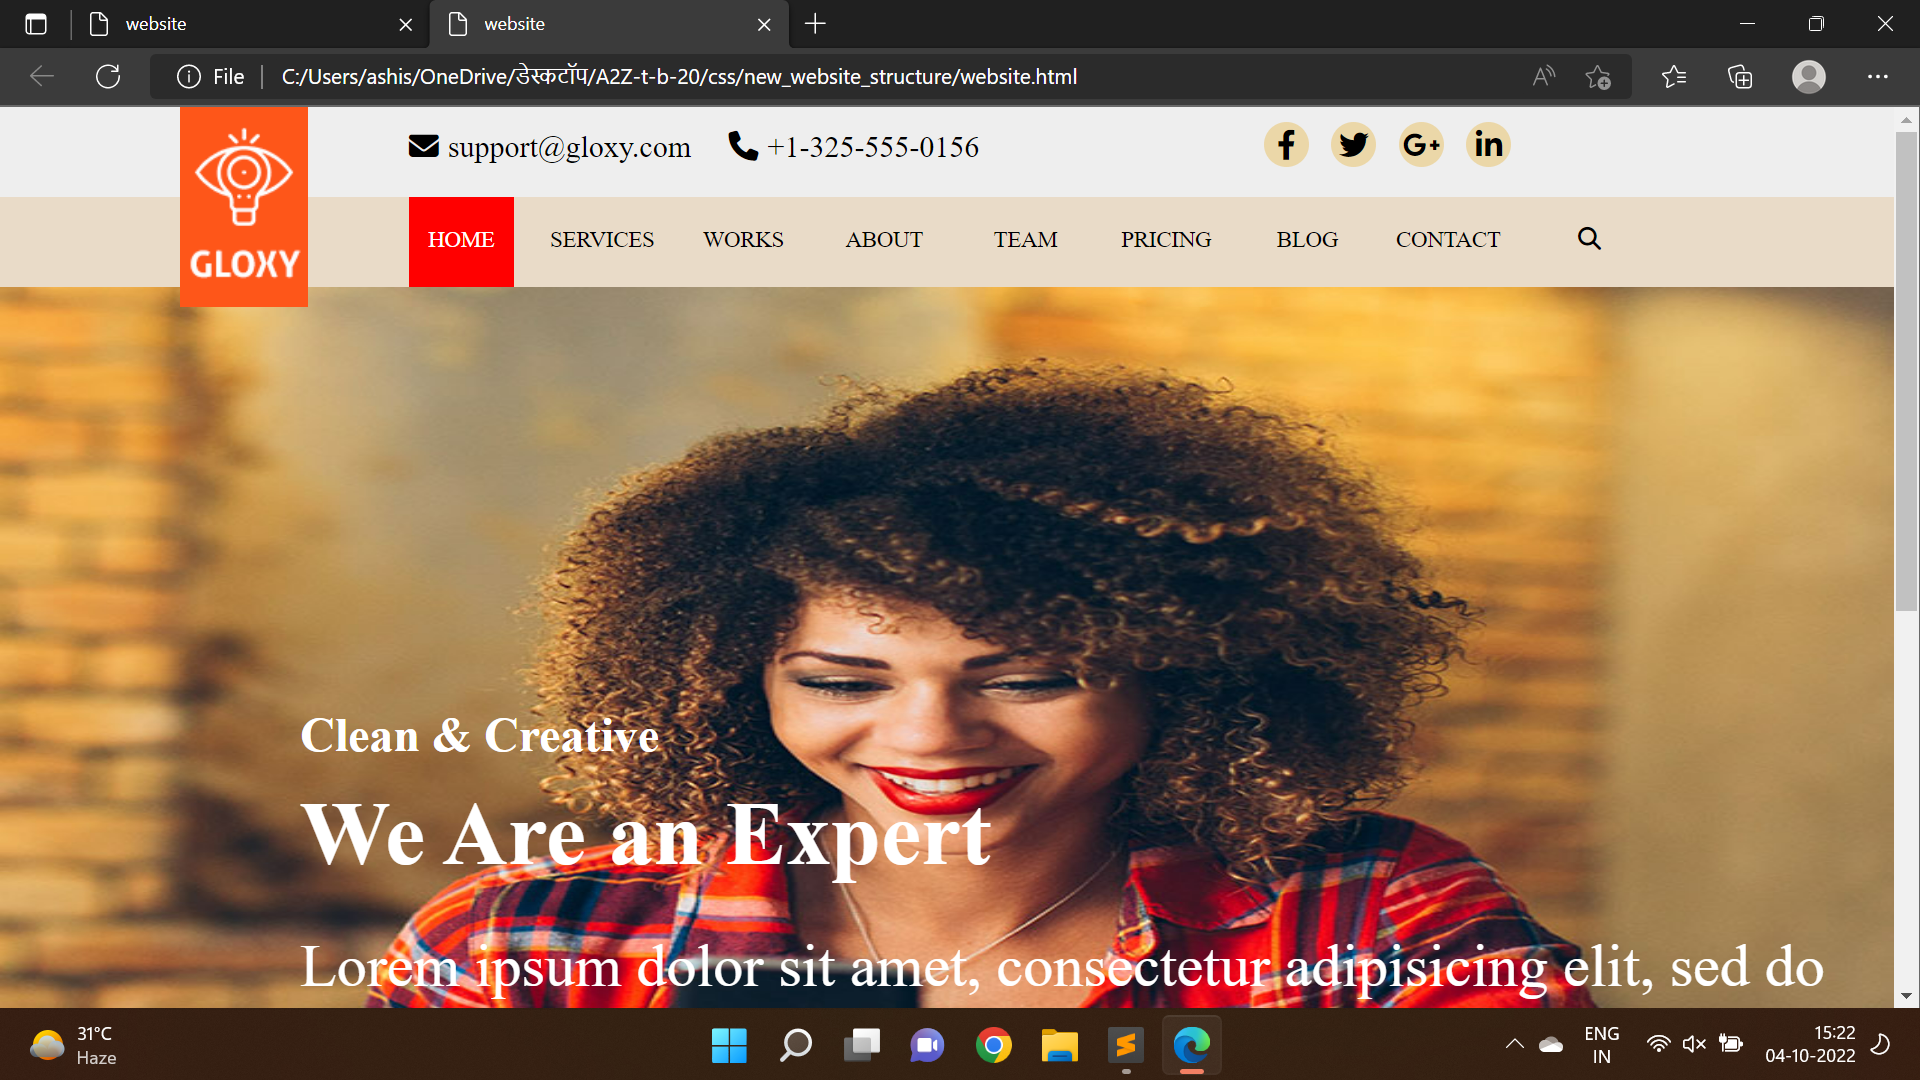 website
website
File
C:/Users/ashis/OneDrive/डेस्कटॉप/A2Z-t-b-20/css/new_website_structure/website.html
support@gloxy.com
+1-325-555-0156
GLOXY
HOME SERVICES WORKS ABOUT TEAM PRICING BLOG CONTACT
Clean & Creative
We Are an Expert
Lorem ipsum dolor sit amet, consectetur adipisicing elit, sed do
31°C
Haze
ENG
IN
15:22
04-10-2022